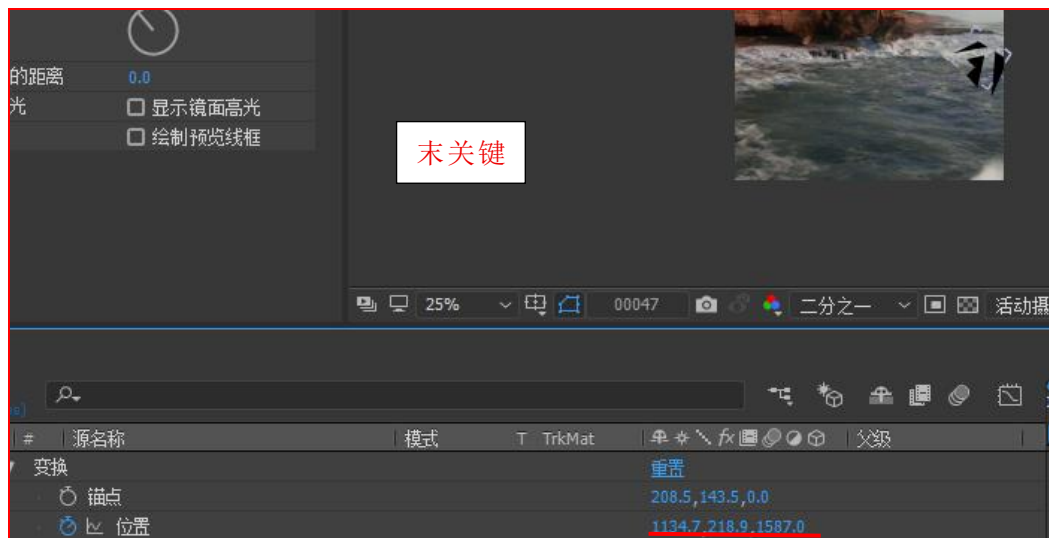 的距离 0.0
光 显示镜面高光
绘制预览线框
末关键
25% 00047 二分之一 活动摄
# 源名称 模式 T TrkMat fx 父级
变换 重置
锚点 208.5,143.5,0.0
位置 1134.7,218.9,1587.0